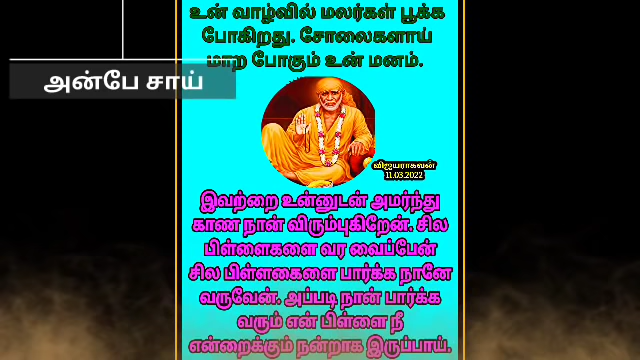 உன் வாழ்வில் மலர்கள் பூக்க
போகிறது. சோலைகளாய்
மாற போகும் உன் மனம்.
அன்பே சாய்
விஜயராகவன்
11.03.2022
இவற்றை உன்னுடன் அமர்ந்து
காண நான் விரும்புகிறேன். சில
பிள்ளைகளை வர வைப்பேன்
சில பிள்ளகைளை பார்க்க நானே
வருவேன். அப்படி நான் பார்க்க
வரும் என் பிள்ளை நீ
என்றைக்கும் நன்றாக இருப்பாய்.